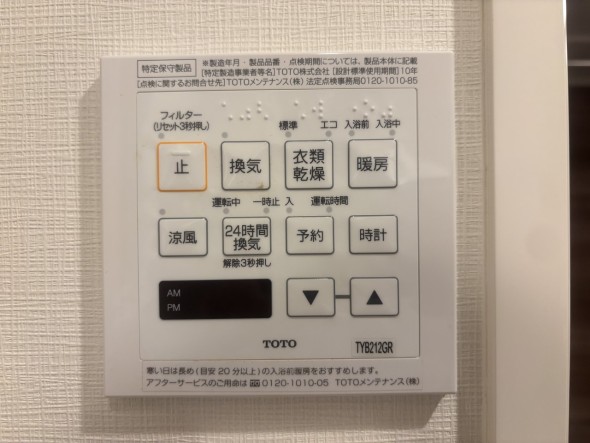 特定保守製品
※製造年月・製品品番・点検期間については、製品本体に記載
[特定製造事業者等名]TOTO株式会社 [設計標準使用期間]10年
[点検に関するお問合せ先]TOTOメンテナンス(株) 法定点検事務局0120-1010-85
フィルター
(リセット3秒押し)
標準 エコ 入浴前 入浴中
止 換気 衣類乾燥 暖房
運転中 一時止 入 運転時間
涼風 24時間換気 予約 時計
解除3秒押し
AM
PM
▼ ▲
TOTO
TYB212GR
寒い日は長め(目安20分以上)の入浴前暖房をおすすめします。
アフターサービスのご用命は 0120-1010-05 TOTOメンテナンス(株)